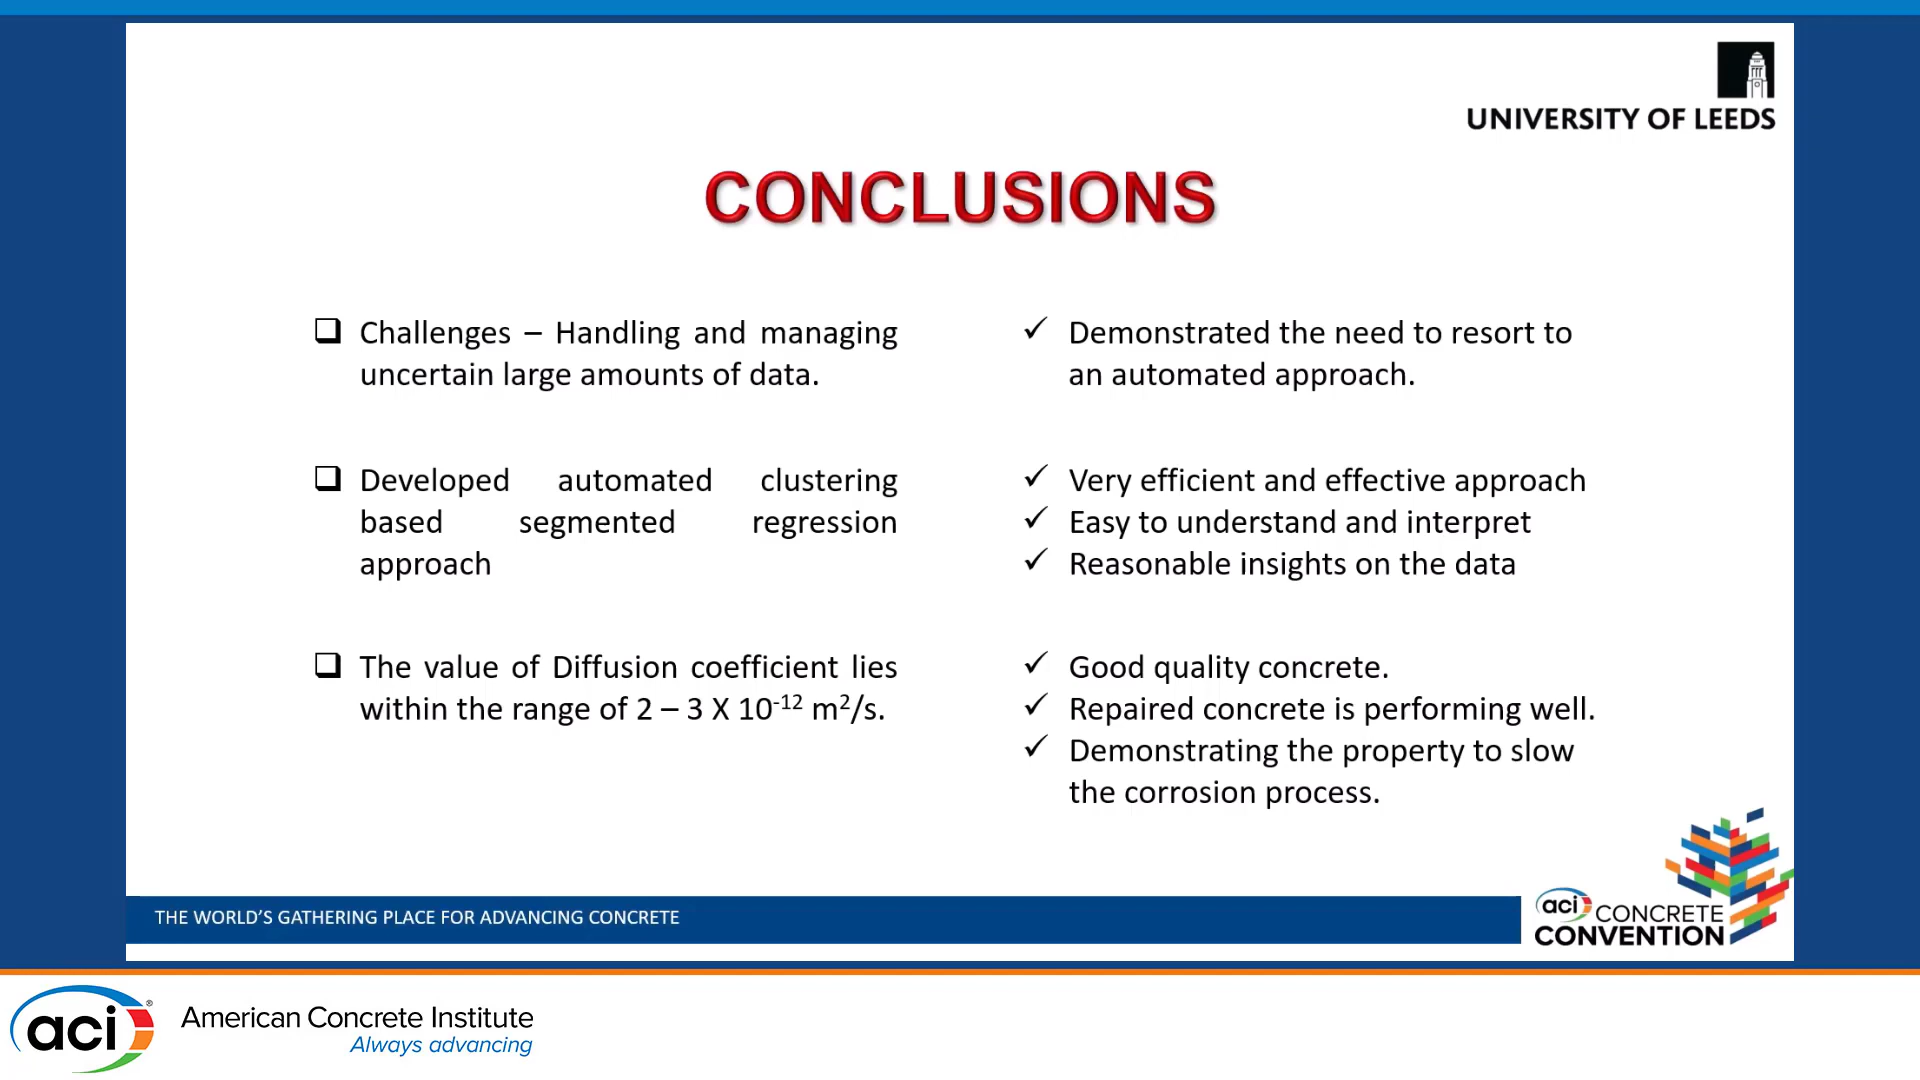 UNIVERSITY OF LEEDS
CONCLUSIONS
❑ Challenges – Handling and managing
uncertain large amounts of data.
✓ Demonstrated the need to resort to
an automated approach.
❑ Developed automated clustering
based segmented regression
approach
✓ Very efficient and effective approach
✓ Easy to understand and interpret
✓ Reasonable insights on the data
❑ The value of Diffusion coefficient lies
within the range of 2 – 3 X 10⁻¹² m²/s.
✓ Good quality concrete.
✓ Repaired concrete is performing well.
✓ Demonstrating the property to slow
the corrosion process.
THE WORLD'S GATHERING PLACE FOR ADVANCING CONCRETE
aci CONCRETE
CONVENTION
aci®
American Concrete Institute
Always advancing